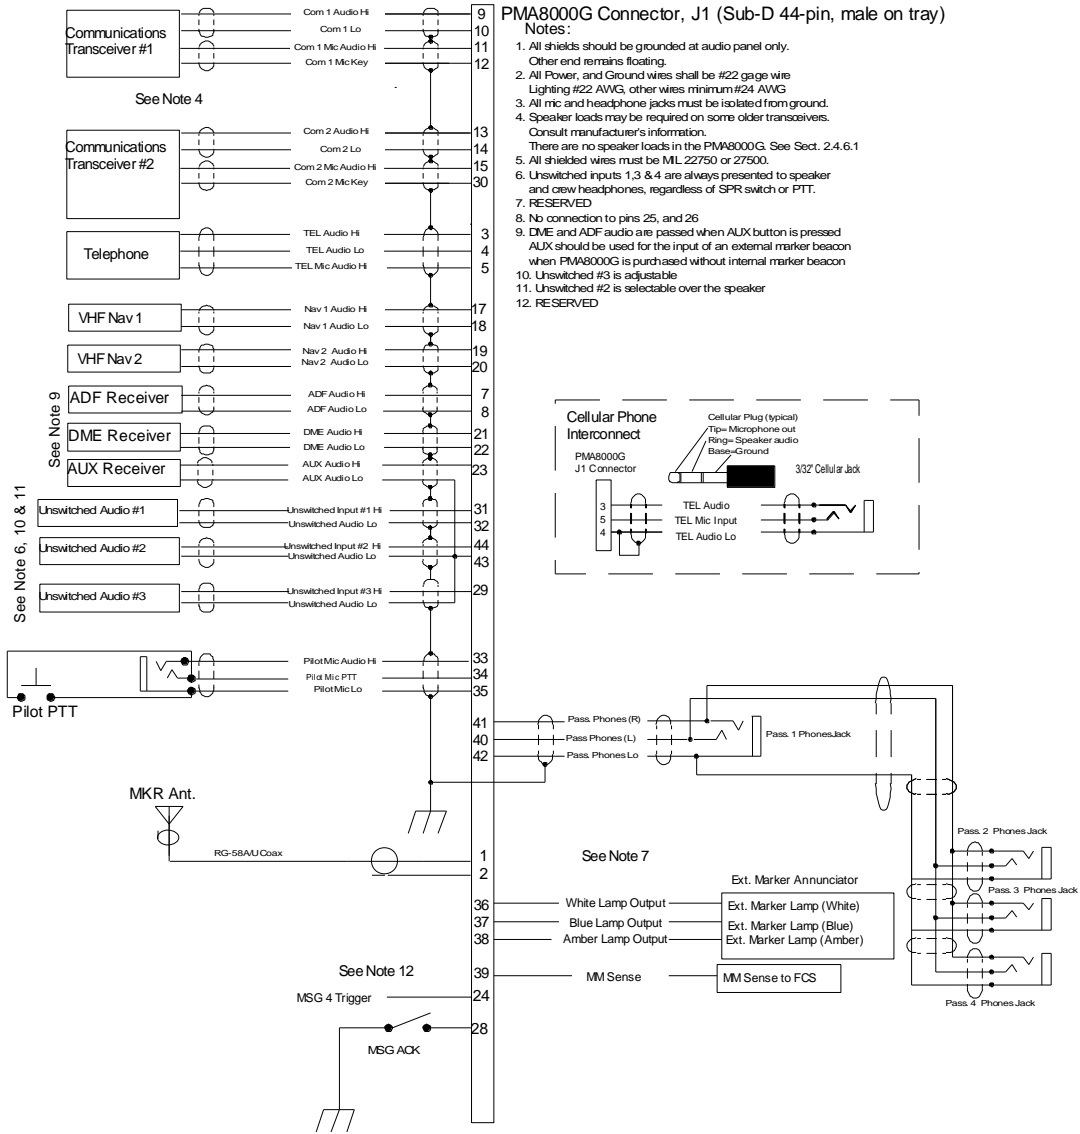 PMA8000G Connector, J1 (Sub-D 44-pin, male on tray)
Notes:
1. All shields should be grounded at audio panel only.
Other end remains floating.
2. All Power, and Ground wires shall be #22 gage wire
Lighting #22 AWG, other wires minimum #24 AWG
3. All mic and headphone jacks must be isolated from ground.
4. Speaker loads may be required on some older transceivers.
Consult manufacturer's information.
There are no speaker loads in the PMA8000G. See Sect. 2.4.6.1
5. All shielded wires must be MIL 22750 or 27500.
6. Unswitched inputs 1,3 & 4 are always presented to speaker
and crew headphones, regardless of SPR switch or PTT.
7. RESERVED
8. No connection to pins 25, and 26
9. DME and ADF audio are passed when AUX button is pressed
AUX should be used for the input of an external marker beacon
when PMA8000G is purchased without internal marker beacon
10. Unswitched #3 is adjustable
11. Unswitched #2 is selectable over the speaker
12. RESERVED
Communications
Transceiver #1
Com 1 Audio Hi 9
Com 1 Lo 10
Com 1 Mic Audio Hi 11
Com 1 Mic Key 12
See Note 4
Communications
Transceiver #2
Com 2 Audio Hi 13
Com 2 Lo 14
Com 2 Mic Audio Hi 15
Com 2 Mic Key 30
Telephone
TEL Audio Hi 3
TEL Audio Lo 4
TEL Mic Audio Hi 5
VHF Nav 1
Nav 1 Audio Hi 17
Nav 1 Audio Lo 18
VHF Nav 2
Nav 2 Audio Hi 19
Nav 2 Audio Lo 20
See Note 9
ADF Receiver
ADF Audio Hi 7
ADF Audio Lo 8
DME Receiver
DME Audio Hi 21
DME Audio Lo 22
AUX Receiver
AUX Audio Hi 23
AUX Audio Lo
See Note 6, 10 & 11
Unswitched Audio #1
Unswitched Input #1 Hi 31
Unswitched Audio Lo 32
Unswitched Audio #2
Unswitched Input #2 Hi 44
Unswitched Audio Lo 43
Unswitched Audio #3
Unswitched Input #3 Hi 29
Unswitched Audio Lo
Pilot PTT
Pilot Mic Audio Hi 33
Pilot Mic PTT 34
Pilot Mic Lo 35
Cellular Phone
Interconnect
PMA8000G
J1 Connector
Cellular Plug (typical)
Tip= Microphone out
Ring= Speaker audio
Base=Ground
3/32" Cellular Jack
3 TEL Audio
5 TEL Mic Input
4 TEL Audio Lo
41 Pass Phones (R)
40 Pass Phones (L)
42 Pass. Phones Lo
Pass. 1 Phones Jack
Pass. 2 Phones Jack
Pass. 3 Phones Jack
Pass. 4 Phones Jack
MKR Ant.
RG-58A/U Coax
1
2
See Note 7
Ext. Marker Annunciator
36 White Lamp Output Ext. Marker Lamp (White)
37 Blue Lamp Output Ext. Marker Lamp (Blue)
38 Amber Lamp Output Ext. Marker Lamp (Amber)
39 MM Sense MM Sense to FCS
See Note 12
MSG 4 Trigger 24
28
MSG ACK